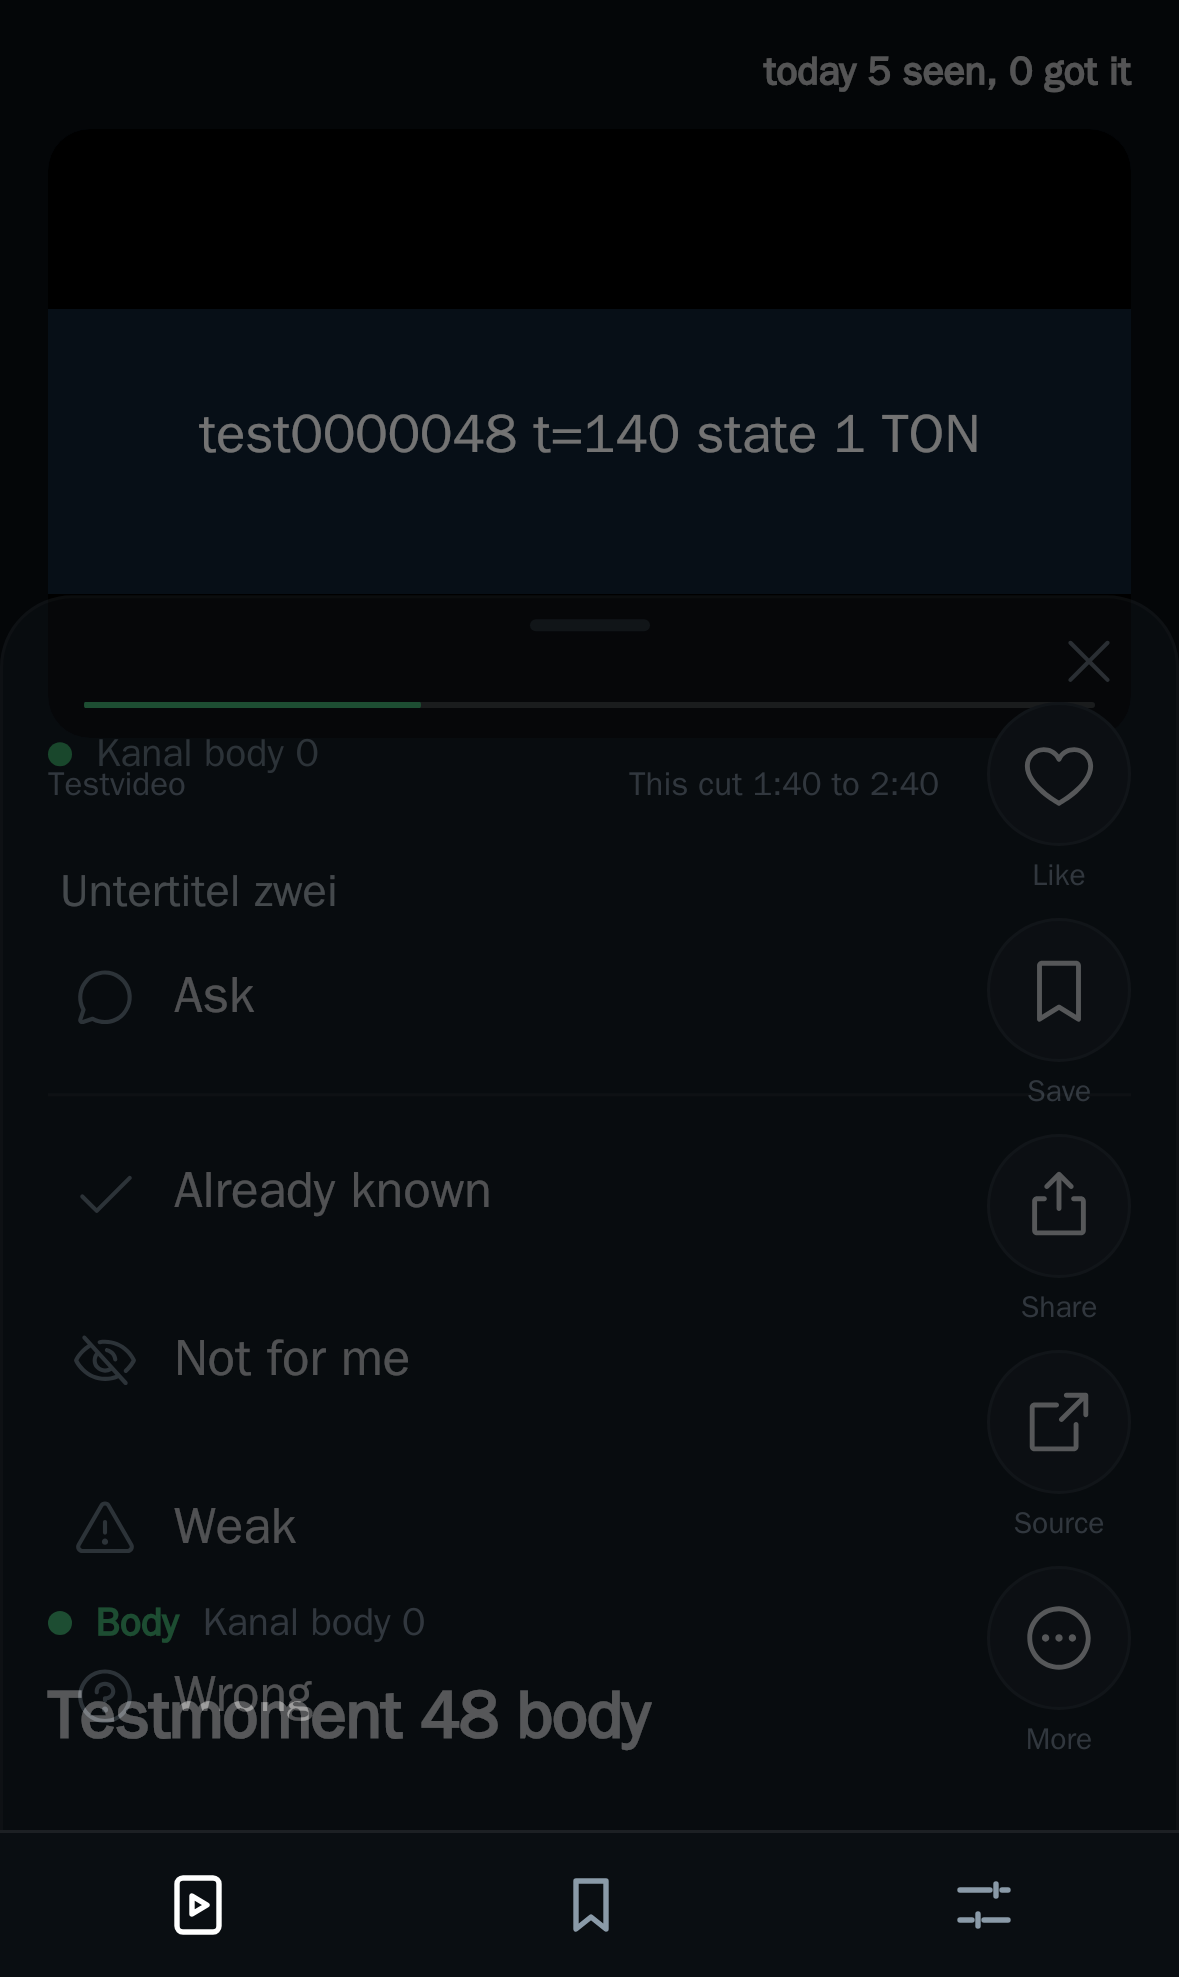 today 5 seen, 0 got it
test0000048 t=140 state 1 TON
Kanal body 0
Testvideo
This cut 1:40 to 2:40
Like
Untertitel zwei
Ask
Save
Already known
Share
Not for me
Source
Weak
Body Kanal body 0
Wrong
Testmoment 48 body
More